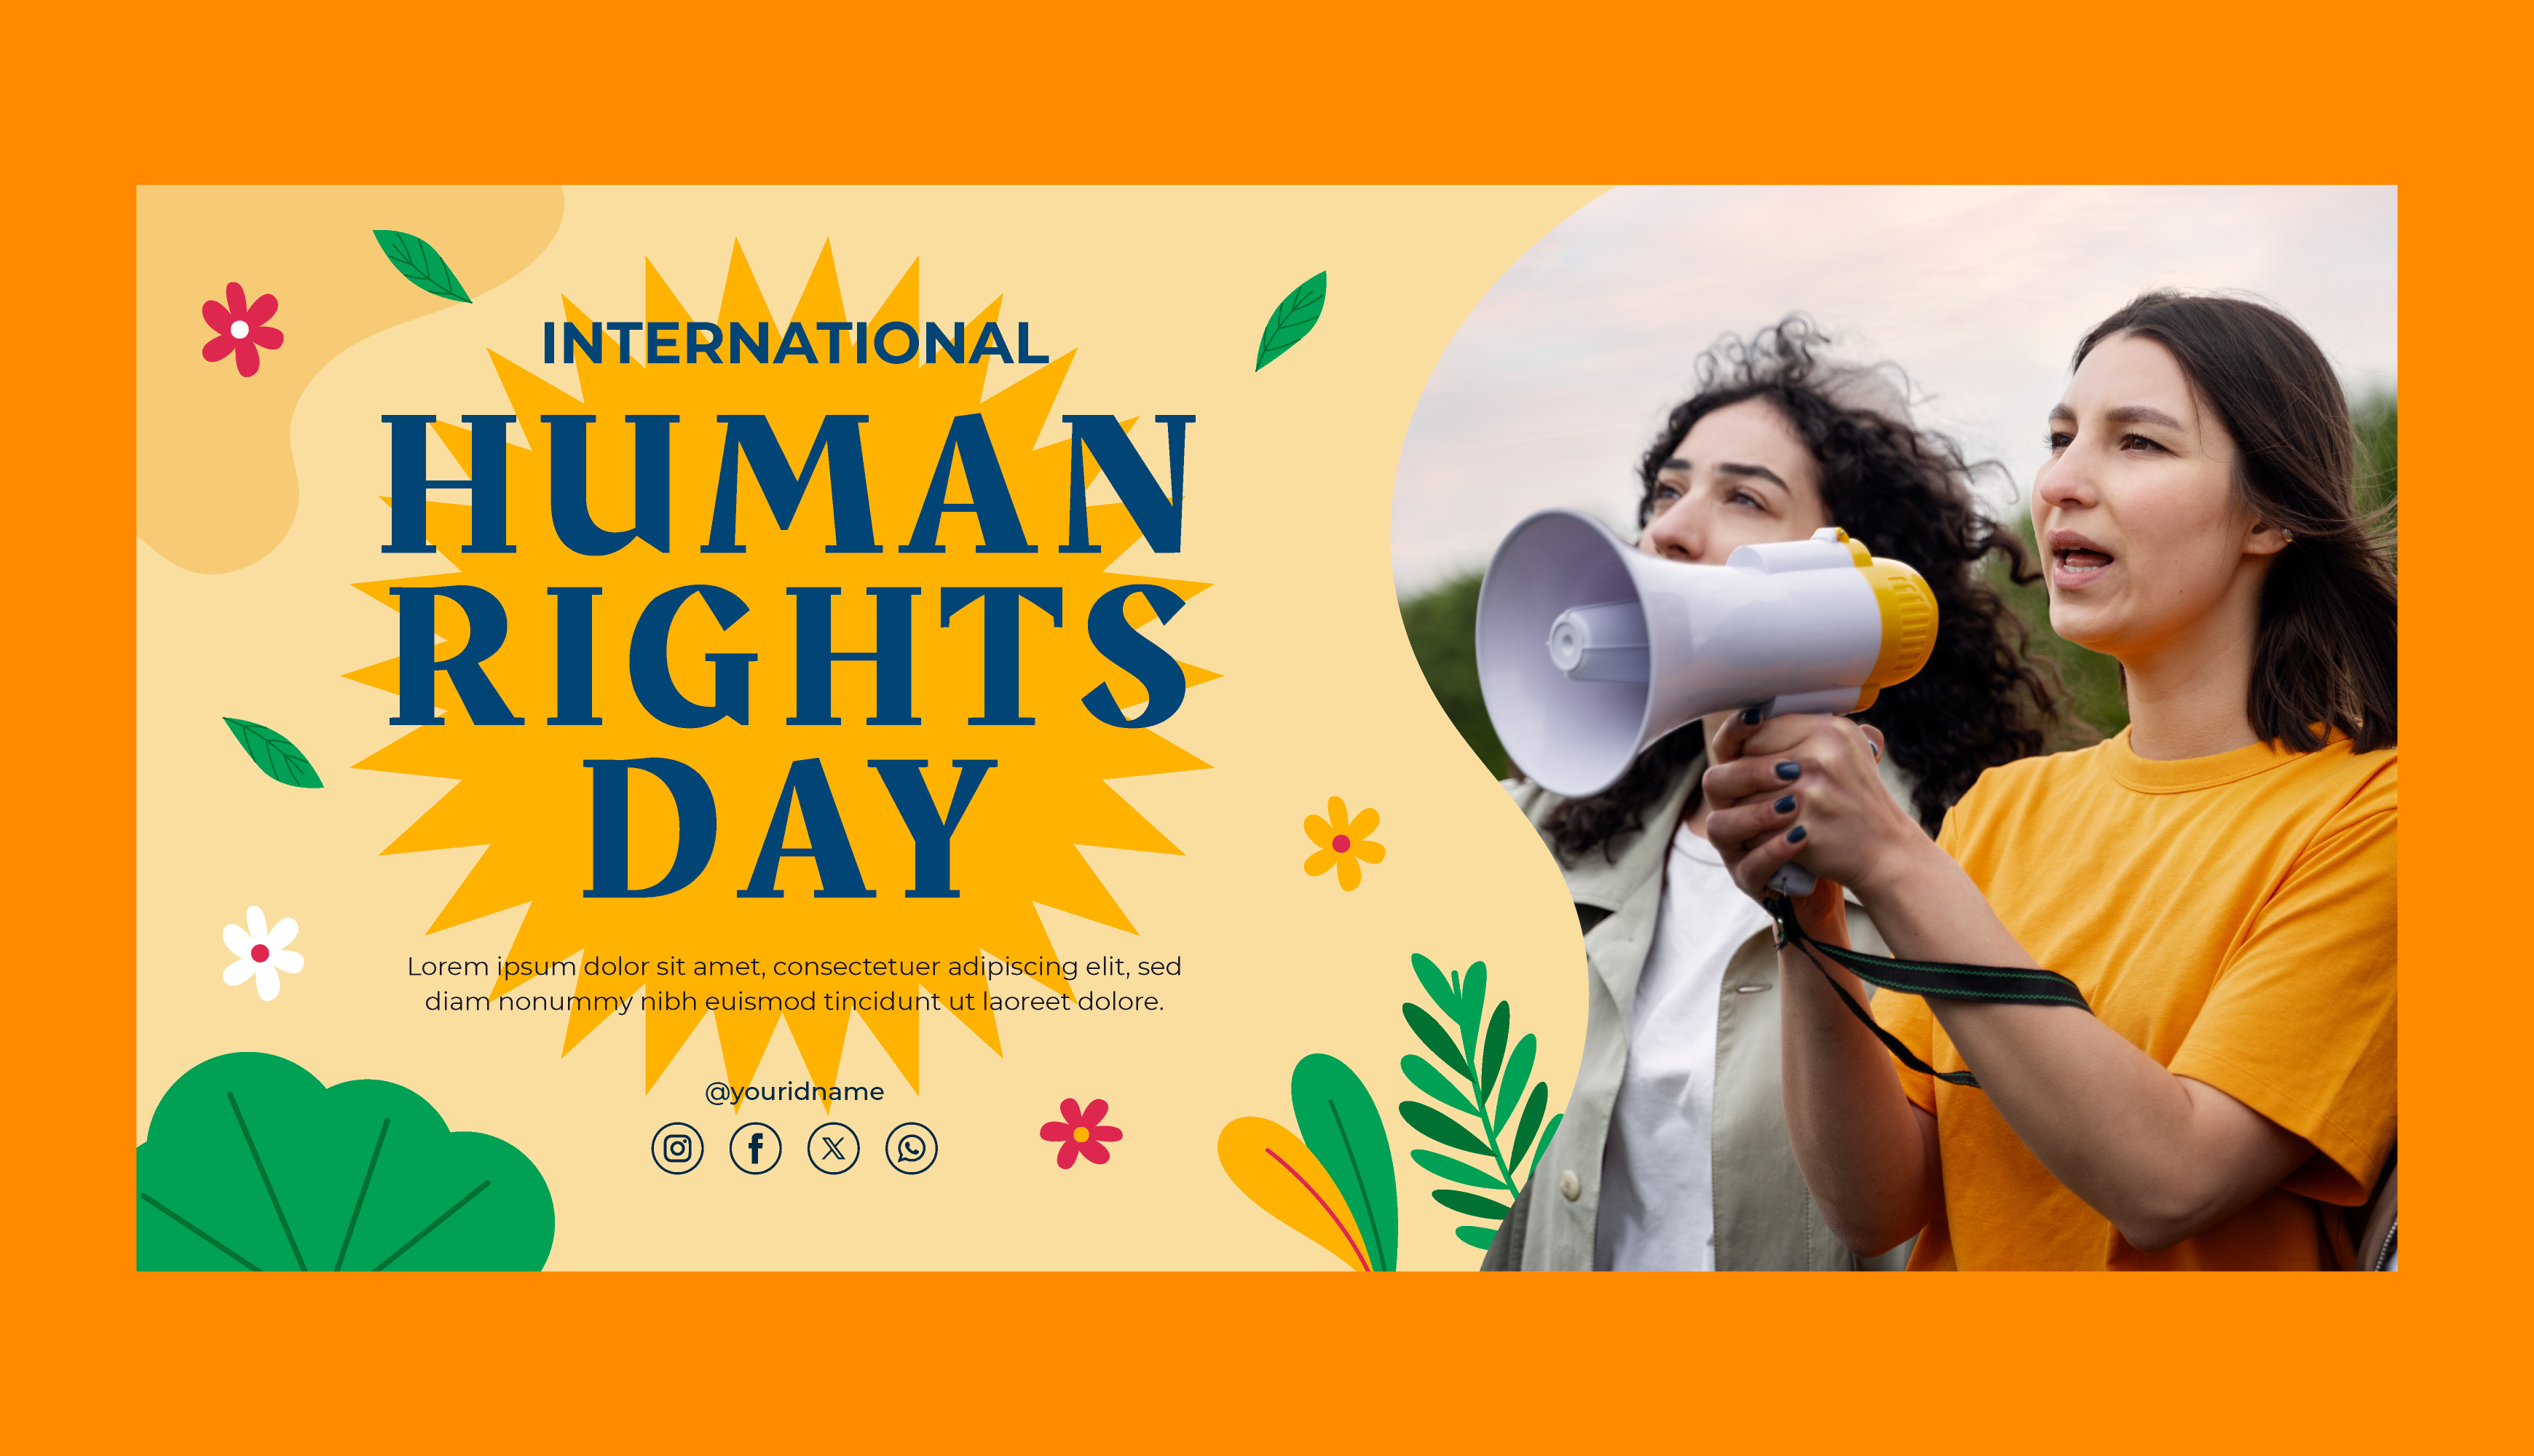 INTERNATIONAL
HUMAN
RIGHTS
DAY
Lorem ipsum dolor sit amet, consectetuer adipiscing elit, sed
diam nonummy nibh euismod tincidunt ut laoreet dolore.
@youridname